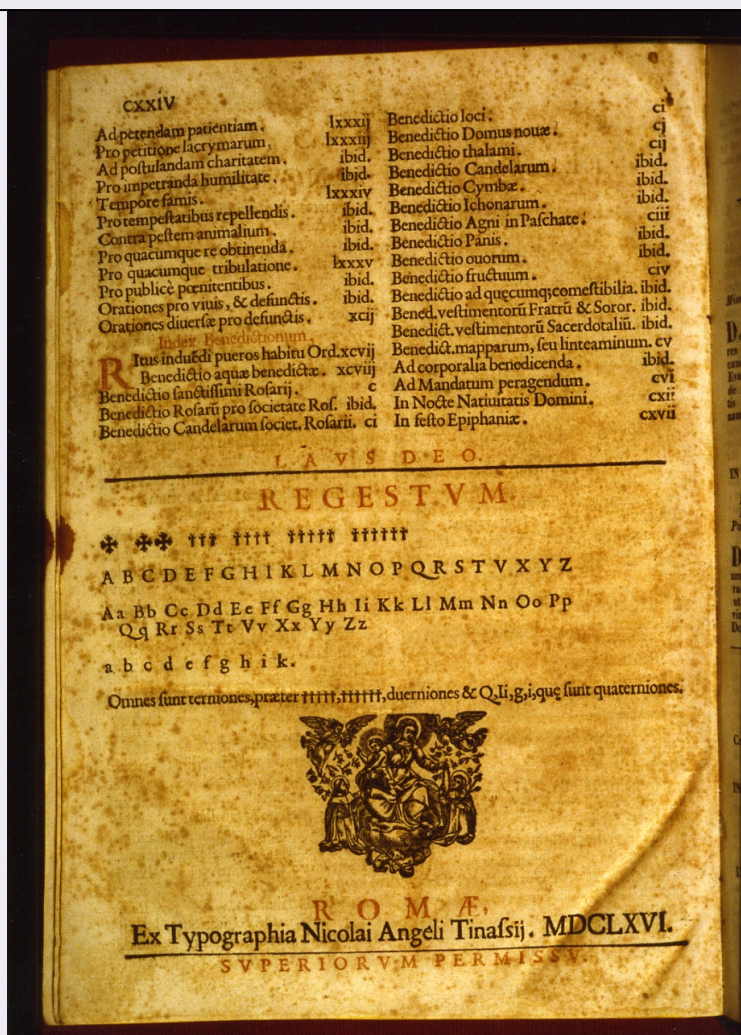 CXXIV
Ad petendam patientiam. lxxxij
Pro petitione lacrymarum. lxxxiij
Ad poſtulandam charitatem. ibid.
Pro impetranda humilitate. ibid.
Tempore famis. lxxxiv
Pro tempeſtatibus repellendis. ibid.
Contra peſtem animalium. ibid.
Pro quacumque re obtinenda. ibid.
Pro quacumque tribulatione. lxxxv
Pro publicè pœnitentibus. ibid.
Orationes pro viuis, & defunctis. ibid.
Orationes diuerſæ pro defunctis. xcij
Index Benedictionum.
Ritus induẽdi pueros habitu Ord. xcvij
Benedictio aquæ benedictæ. xcviij
Benedictio ſanctiſſimi Roſarij. c
Benedictio Roſarū pro ſocietate Roſ. ibid.
Benedictio Candelarum ſociet. Roſarii. ci
Benedictio loci. ci
Benedictio Domus nouæ. cj
Benedictio thalami. cij
Benedictio Candelarum. ibid.
Benedictio Cymbæ. ibid.
Benedictio Ichonarum. ibid.
Benedictio Agni in Paſchate. ciii
Benedictio Panis. ibid.
Benedictio ouorum. ibid.
Benedictio fructuum. civ
Benedictio ad quęcumq; comeſtibilia. ibid.
Bened. veſtimentorū Fratrū & Soror. ibid.
Benedict. veſtimentorū Sacerdotaliū. ibid.
Benedict. mapparum, ſeu linteaminum. cv
Ad corporalia benedicenda. ibid.
Ad Mandatum peragendum. cvi
In Nocte Natiuitatis Domini. cxii
In feſto Epiphaniæ. cxvii
LAVS DEO.
REGESTVM.
✤ ✤✤ ††† †††† ††††† ††††††
A B C D E F G H I K L M N O P Q R S T V X Y Z
Aa Bb Cc Dd Ee Ff Gg Hh Ii Kk Ll Mm Nn Oo Pp
Qq Rr Ss Tt Vv Xx Yy Zz
a b c d e f g h i k.
Omnes ſunt terniones, præter †††††, ††††††, duerniones & Q, Ii, g, i, quę ſunt quaterniones.
ROMÆ,
Ex Typographia Nicolai Angeli Tinaſsij. MDCLXVI.
SVPERIORVM PERMISSV.